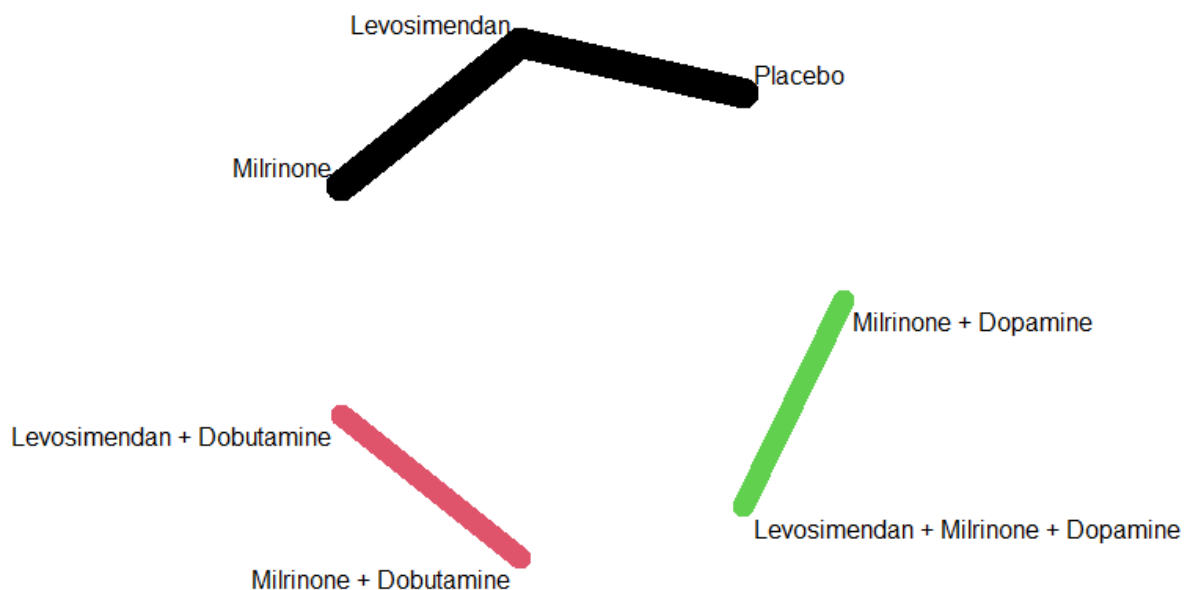 Levosimendan
Placebo
Milrinone
Milrinone + Dopamine
Levosimendan + Dobutamine
Levosimendan + Milrinone + Dopamine
Milrinone + Dobutamine